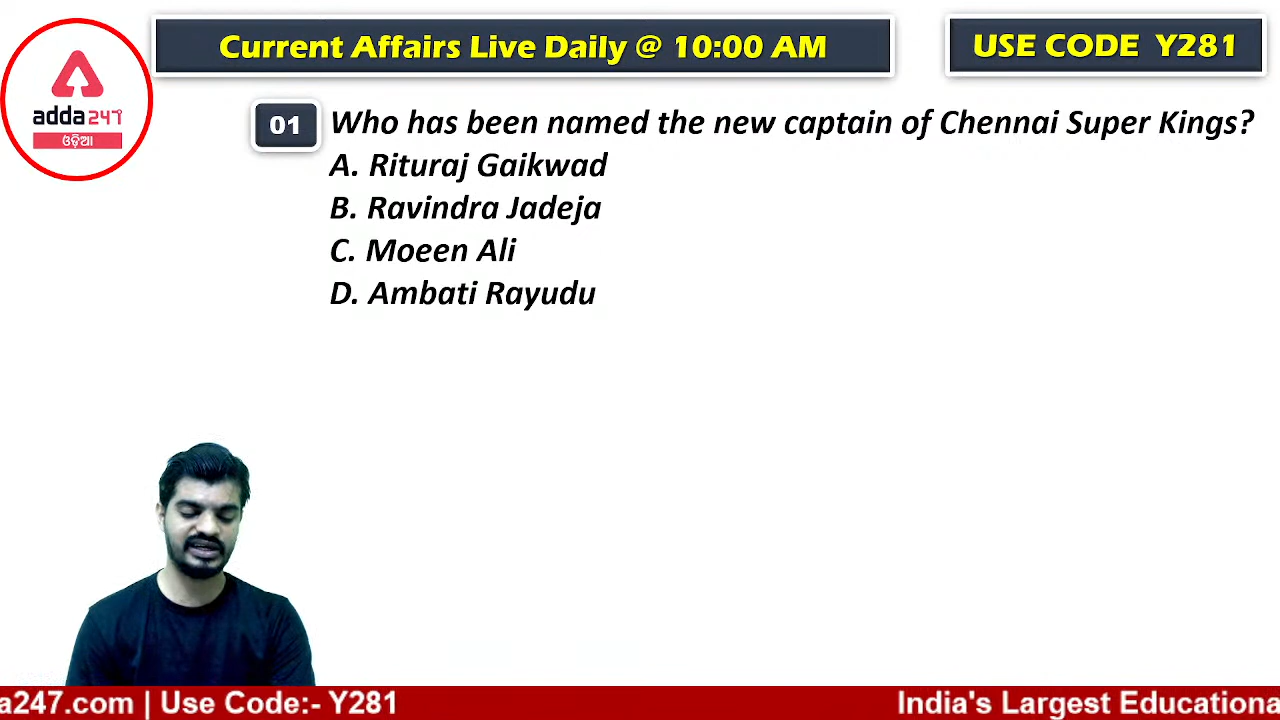 Current Affairs Live Daily @ 10:00 AM
USE CODE Y281
adda247
ଓଡ଼ିଆ
01 Who has been named the new captain of Chennai Super Kings?
A. Rituraj Gaikwad
B. Ravindra Jadeja
C. Moeen Ali
D. Ambati Rayudu
a247.com | Use Code:- Y281
India's Largest Educationa